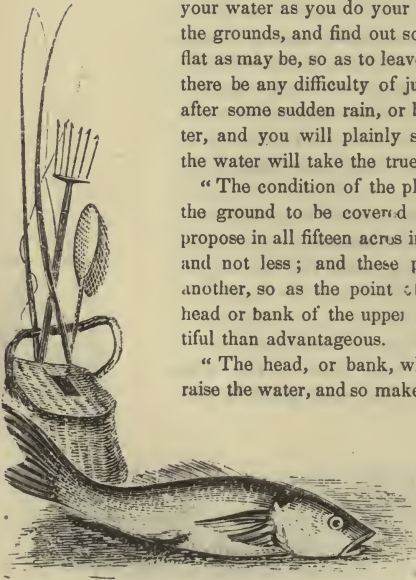 your water as you do your
the grounds, and find out so
flat as may be, so as to leave
there be any difficulty of ju
after some sudden rain, or b
ter, and you will plainly s
the water will take the true
“ The condition of the pl
the ground to be covered
propose in all fifteen acres i
and not less ; and these p
another, so as the point
head or bank of the upper
tiful than advantageous.
“ The head, or bank, w
raise the water, and so make